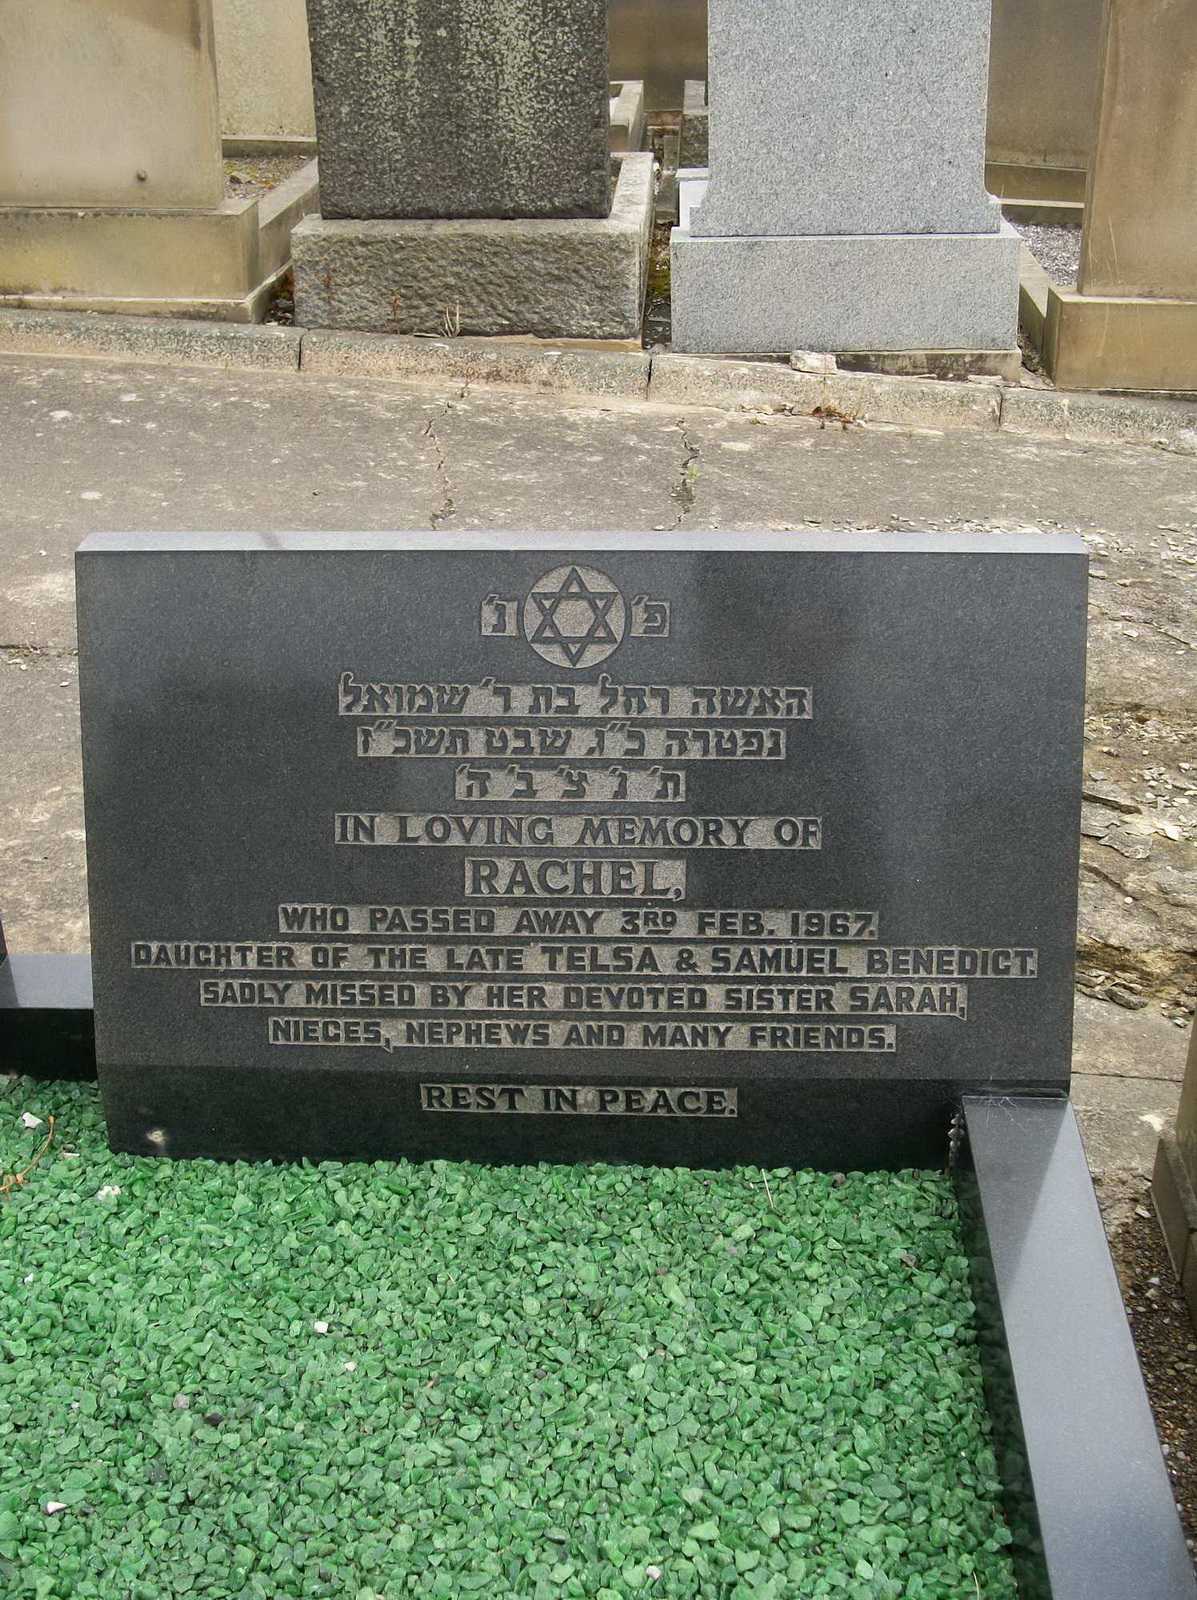 פ' נ'
האשה רחל בת ר' שמואל
נפטרה כ"ג שבט תשכ"ז
ת' נ' צ' ב' ה'
IN LOVING MEMORY OF
RACHEL,
WHO PASSED AWAY 3RD FEB. 1967.
DAUGHTER OF THE LATE TELSA & SAMUEL BENEDICT.
SADLY MISSED BY HER DEVOTED SISTER SARAH,
NIECES, NEPHEWS AND MANY FRIENDS.
REST IN PEACE.